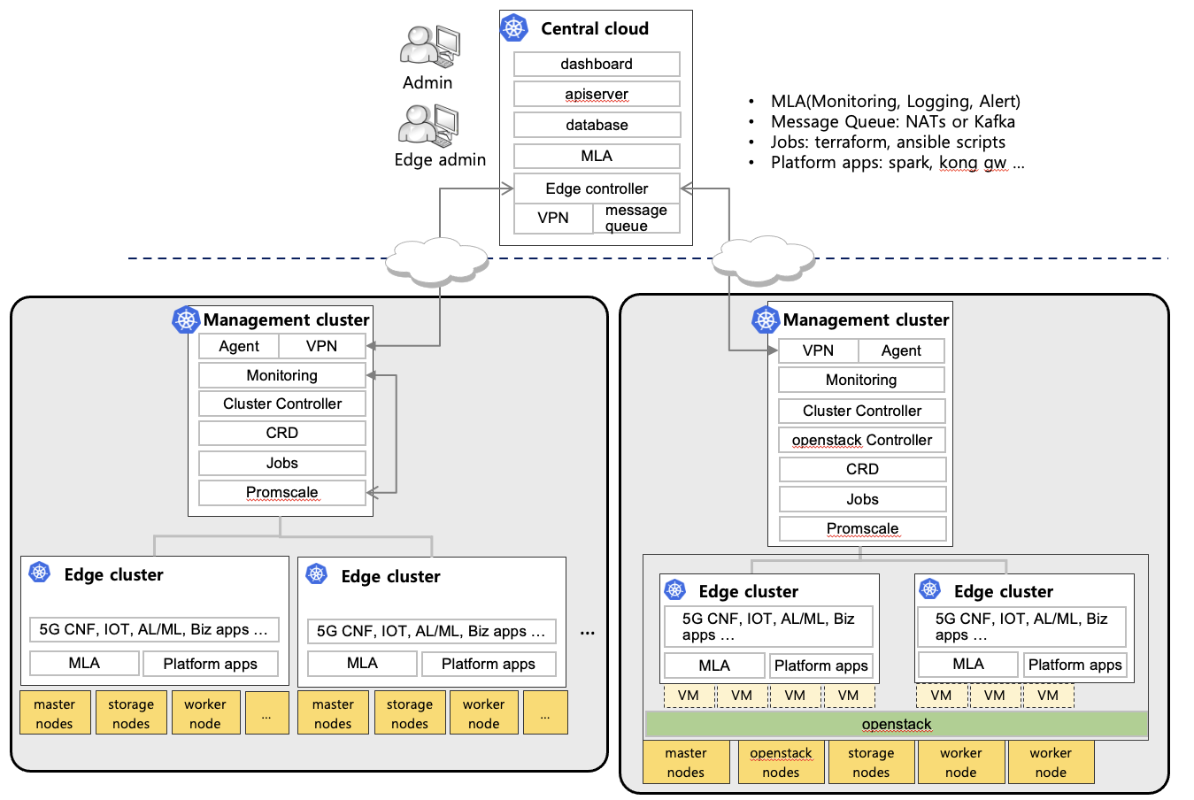 Central cloud
dashboard
apiserver
database
MLA
Edge controller
VPN
message
queue
Admin
Edge admin
• MLA(Monitoring, Logging, Alert)
• Message Queue: NATs or Kafka
• Jobs: terraform, ansible scripts
• Platform apps: spark, kong gw ...
Management cluster
Agent
VPN
Monitoring
Cluster Controller
CRD
Jobs
Promscale
Edge cluster
5G CNF, IOT, AL/ML, Biz apps ...
MLA
Platform apps
master
nodes
storage
nodes
worker
node
...
Edge cluster
5G CNF, IOT, AL/ML, Biz apps ...
MLA
Platform apps
master
nodes
storage
nodes
worker
node
...
...
Management cluster
VPN
Agent
Monitoring
Cluster Controller
openstack Controller
CRD
Jobs
Promscale
Edge cluster
5G CNF, IOT, AL/ML, Biz
apps ...
MLA
Platform apps
VM
VM
VM
VM
Edge cluster
5G CNF, IOT, AL/ML, Biz
apps ...
MLA
Platform apps
VM
VM
VM
openstack
master
nodes
openstack
nodes
storage
nodes
worker
node
worker
node